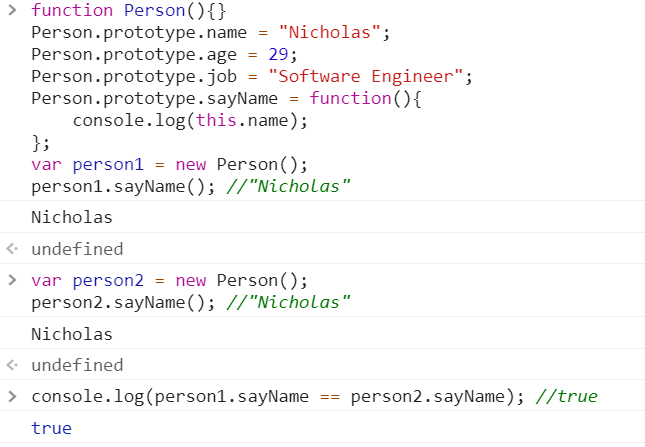 > function Person(){}
Person.prototype.name = "Nicholas";
Person.prototype.age = 29;
Person.prototype.job = "Software Engineer";
Person.prototype.sayName = function(){
    console.log(this.name);
};
var person1 = new Person();
person1.sayName(); //"Nicholas"
Nicholas
undefined
> var person2 = new Person();
person2.sayName(); //"Nicholas"
Nicholas
undefined
> console.log(person1.sayName == person2.sayName); //true
true